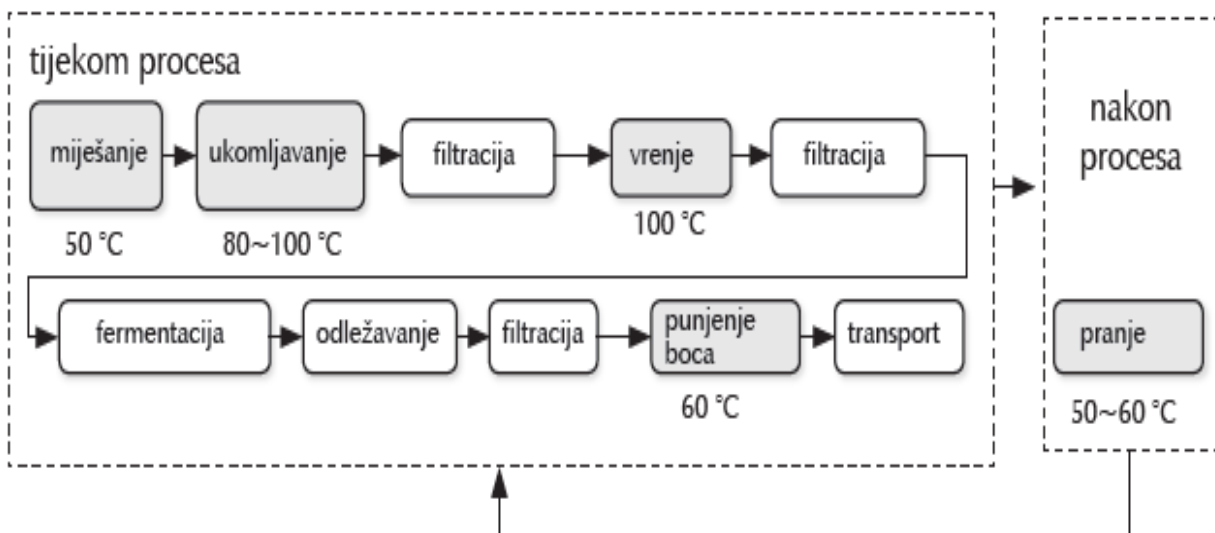 tijekom procesa
miješanje
ukomljavanje
filtracija
vrenje
filtracija
50 °C
80~100 °C
100 °C
fermentacija
odležavanje
filtracija
punjenje
boca
transport
60 °C
nakon
procesa
pranje
50~60 °C